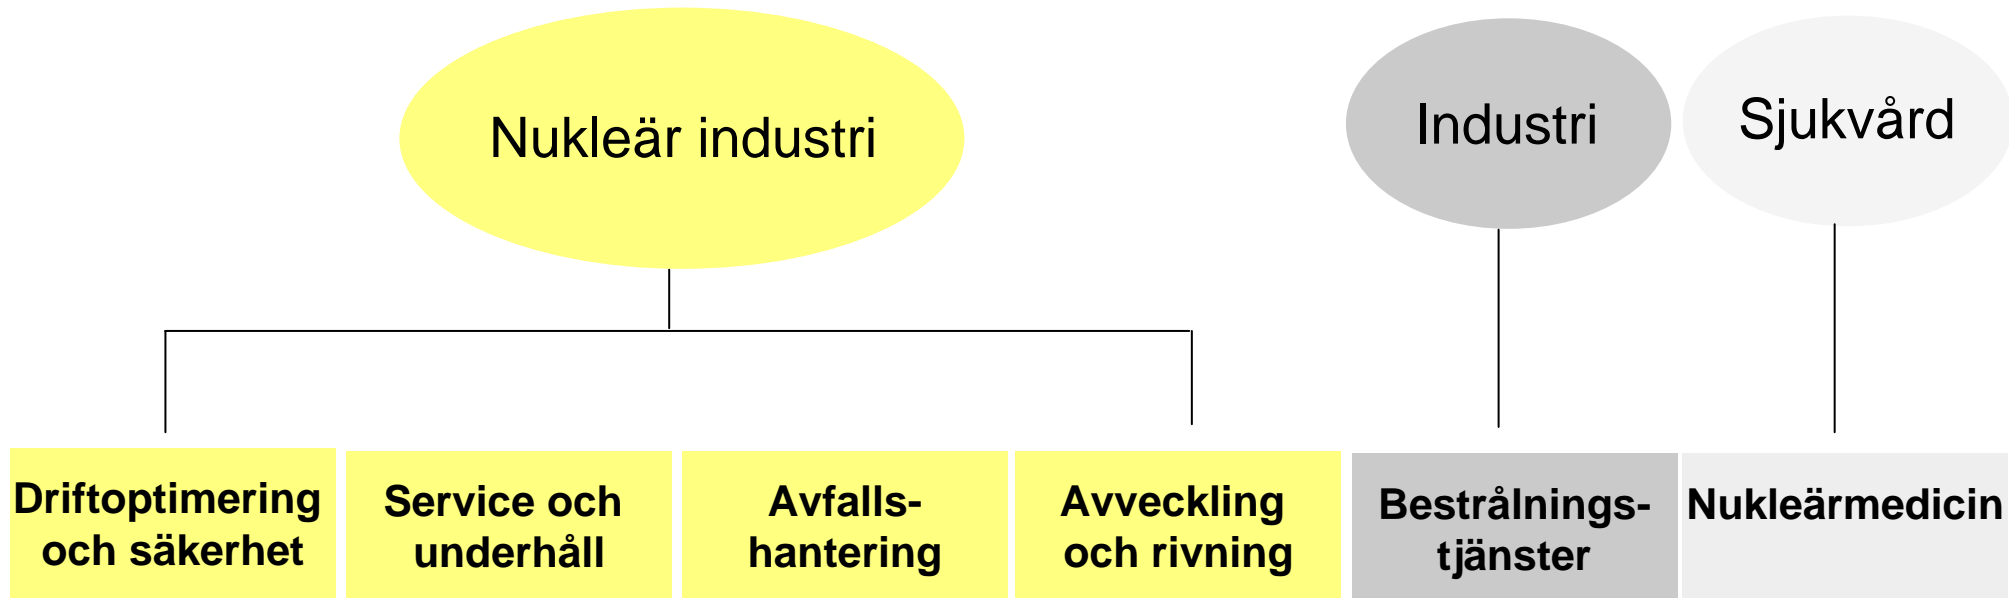 Nukleär industri
Industri
Sjukvård
Driftoptimering
och säkerhet
Service och
underhåll
Avfalls-
hantering
Avveckling
och rivning
Bestrålnings-
tjänster
Nukleärmedicin